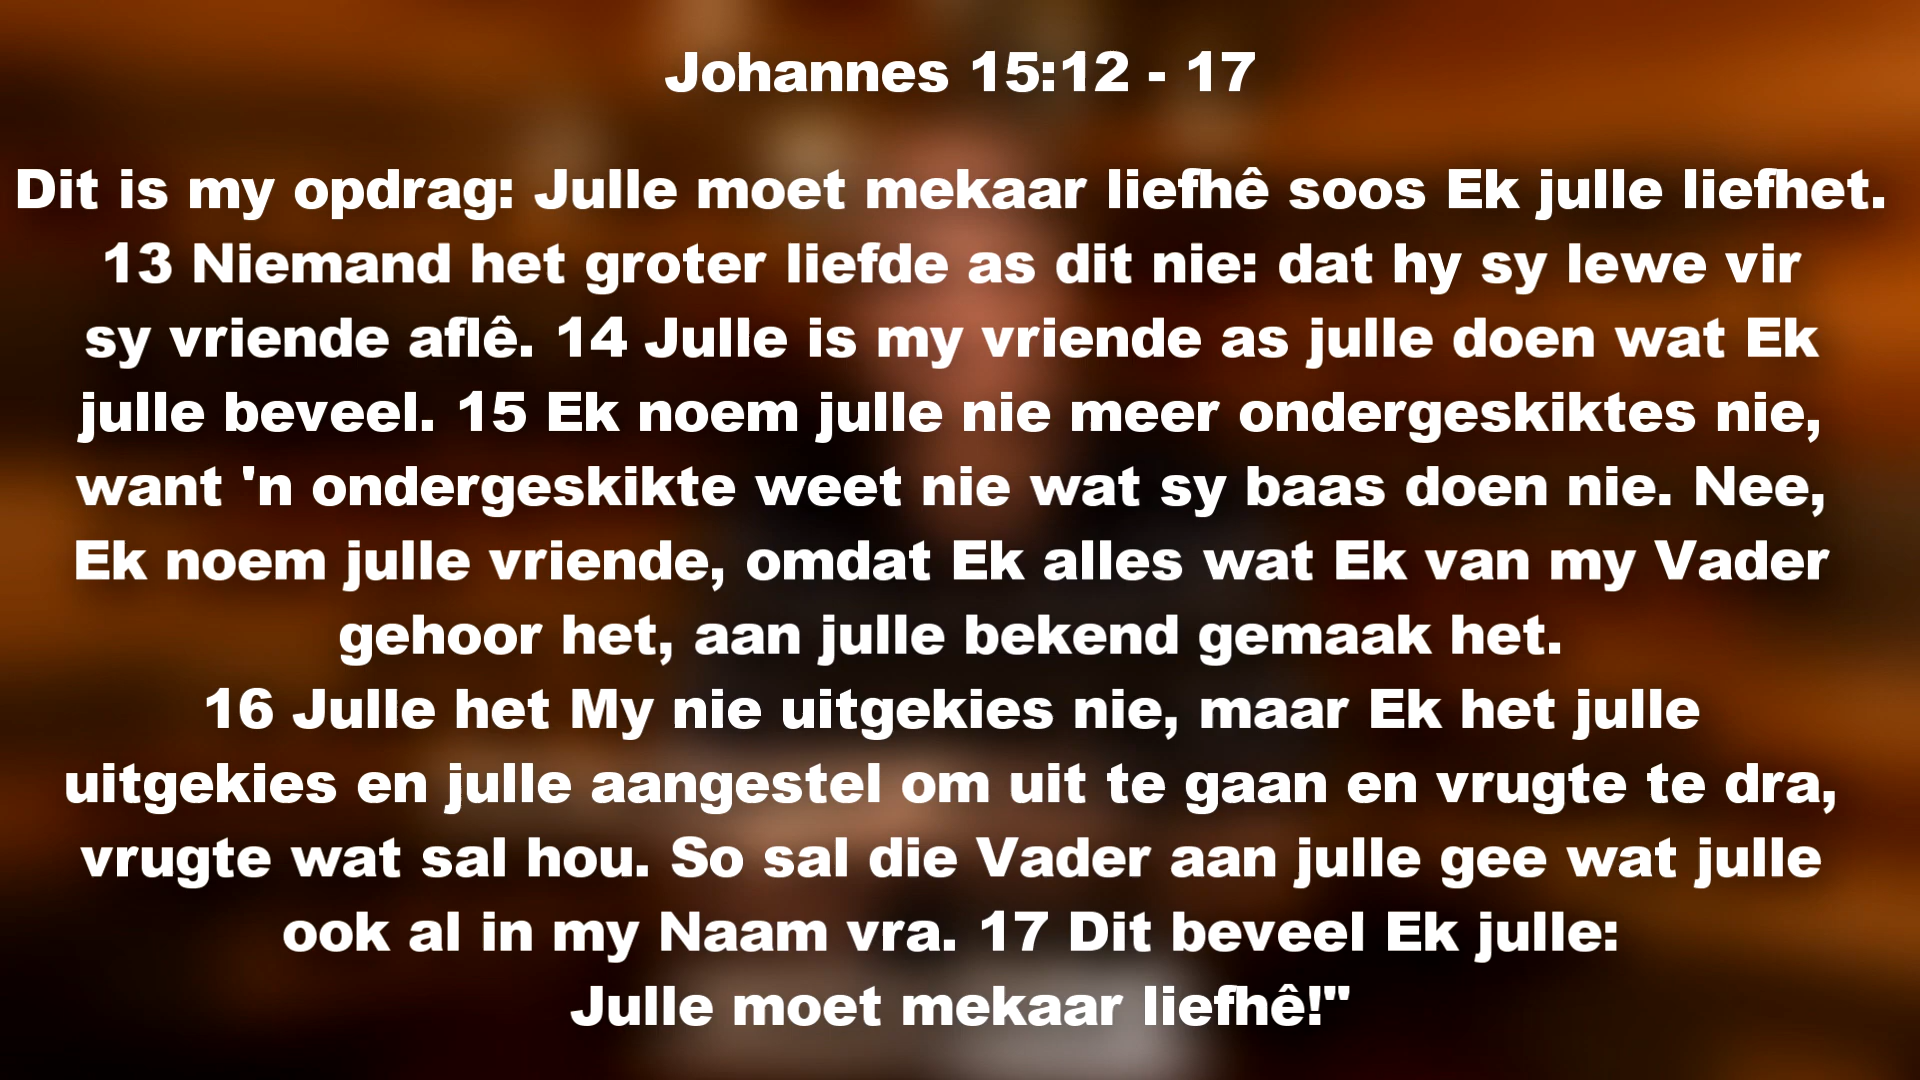 Johannes 15:12 - 17
Dit is my opdrag: Julle moet mekaar liefhê soos Ek julle liefhet.
13 Niemand het groter liefde as dit nie: dat hy sy lewe vir
sy vriende aflê. 14 Julle is my vriende as julle doen wat Ek
julle beveel. 15 Ek noem julle nie meer ondergeskiktes nie,
want 'n ondergeskikte weet nie wat sy baas doen nie. Nee,
Ek noem julle vriende, omdat Ek alles wat Ek van my Vader
gehoor het, aan julle bekend gemaak het.
16 Julle het My nie uitgekies nie, maar Ek het julle
uitgekies en julle aangestel om uit te gaan en vrugte te dra,
vrugte wat sal hou. So sal die Vader aan julle gee wat julle
ook al in my Naam vra. 17 Dit beveel Ek julle:
Julle moet mekaar liefhê!"